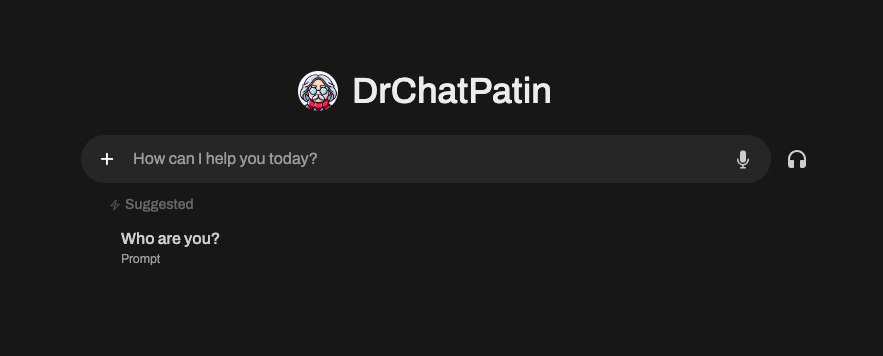 DrChatPatin
How can I help you today?
Suggested
Who are you?
Prompt